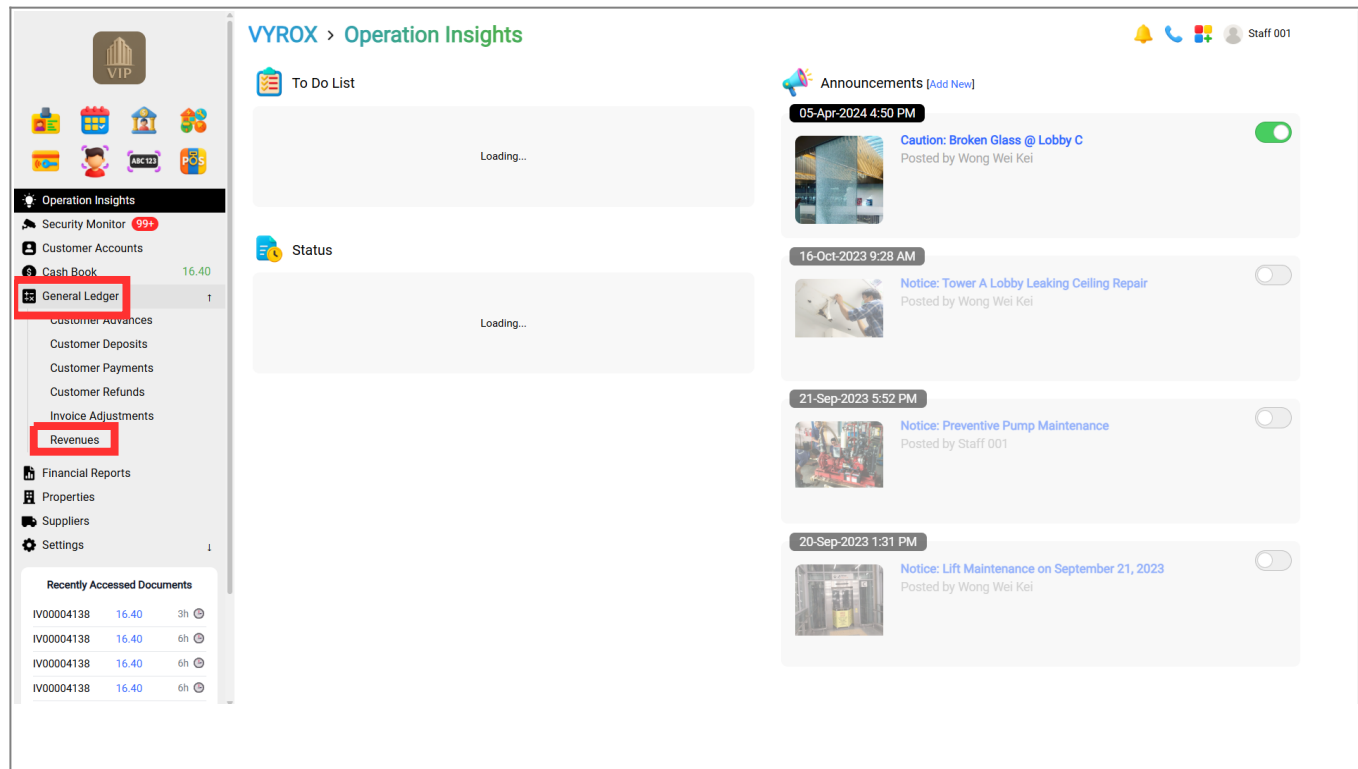 VIP
ABC 123
POS
Operation Insights
Security Monitor 99+
Customer Accounts
Cash Book 16.40
General Ledger ↑
Customer Advances
Customer Deposits
Customer Payments
Customer Refunds
Invoice Adjustments
Revenues
Financial Reports
Properties
Suppliers
Settings ↓
Recently Accessed Documents
IV00004138 16.40 3h
IV00004138 16.40 6h
IV00004138 16.40 6h
IV00004138 16.40 6h
VYROX > Operation Insights
Staff 001
To Do List
Loading...
Status
Loading...
Announcements [Add New]
05-Apr-2024 4:50 PM
Caution: Broken Glass @ Lobby C
Posted by Wong Wei Kei
16-Oct-2023 9:28 AM
Notice: Tower A Lobby Leaking Ceiling Repair
Posted by Wong Wei Kei
21-Sep-2023 5:52 PM
Notice: Preventive Pump Maintenance
Posted by Staff 001
20-Sep-2023 1:31 PM
Notice: Lift Maintenance on September 21, 2023
Posted by Wong Wei Kei